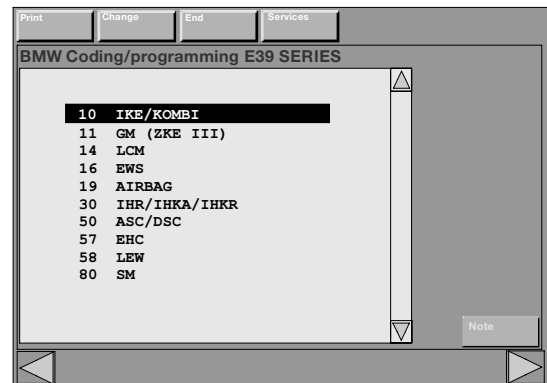 Print Change End Services
BMW Coding/programming E39 SERIES
10 IKE/KOMBI
11 GM (ZKE III)
14 LCM
16 EWS
19 AIRBAG
30 IHR/IHKA/IHKR
50 ASC/DSC
57 EHC
58 LEW
80 SM
Note